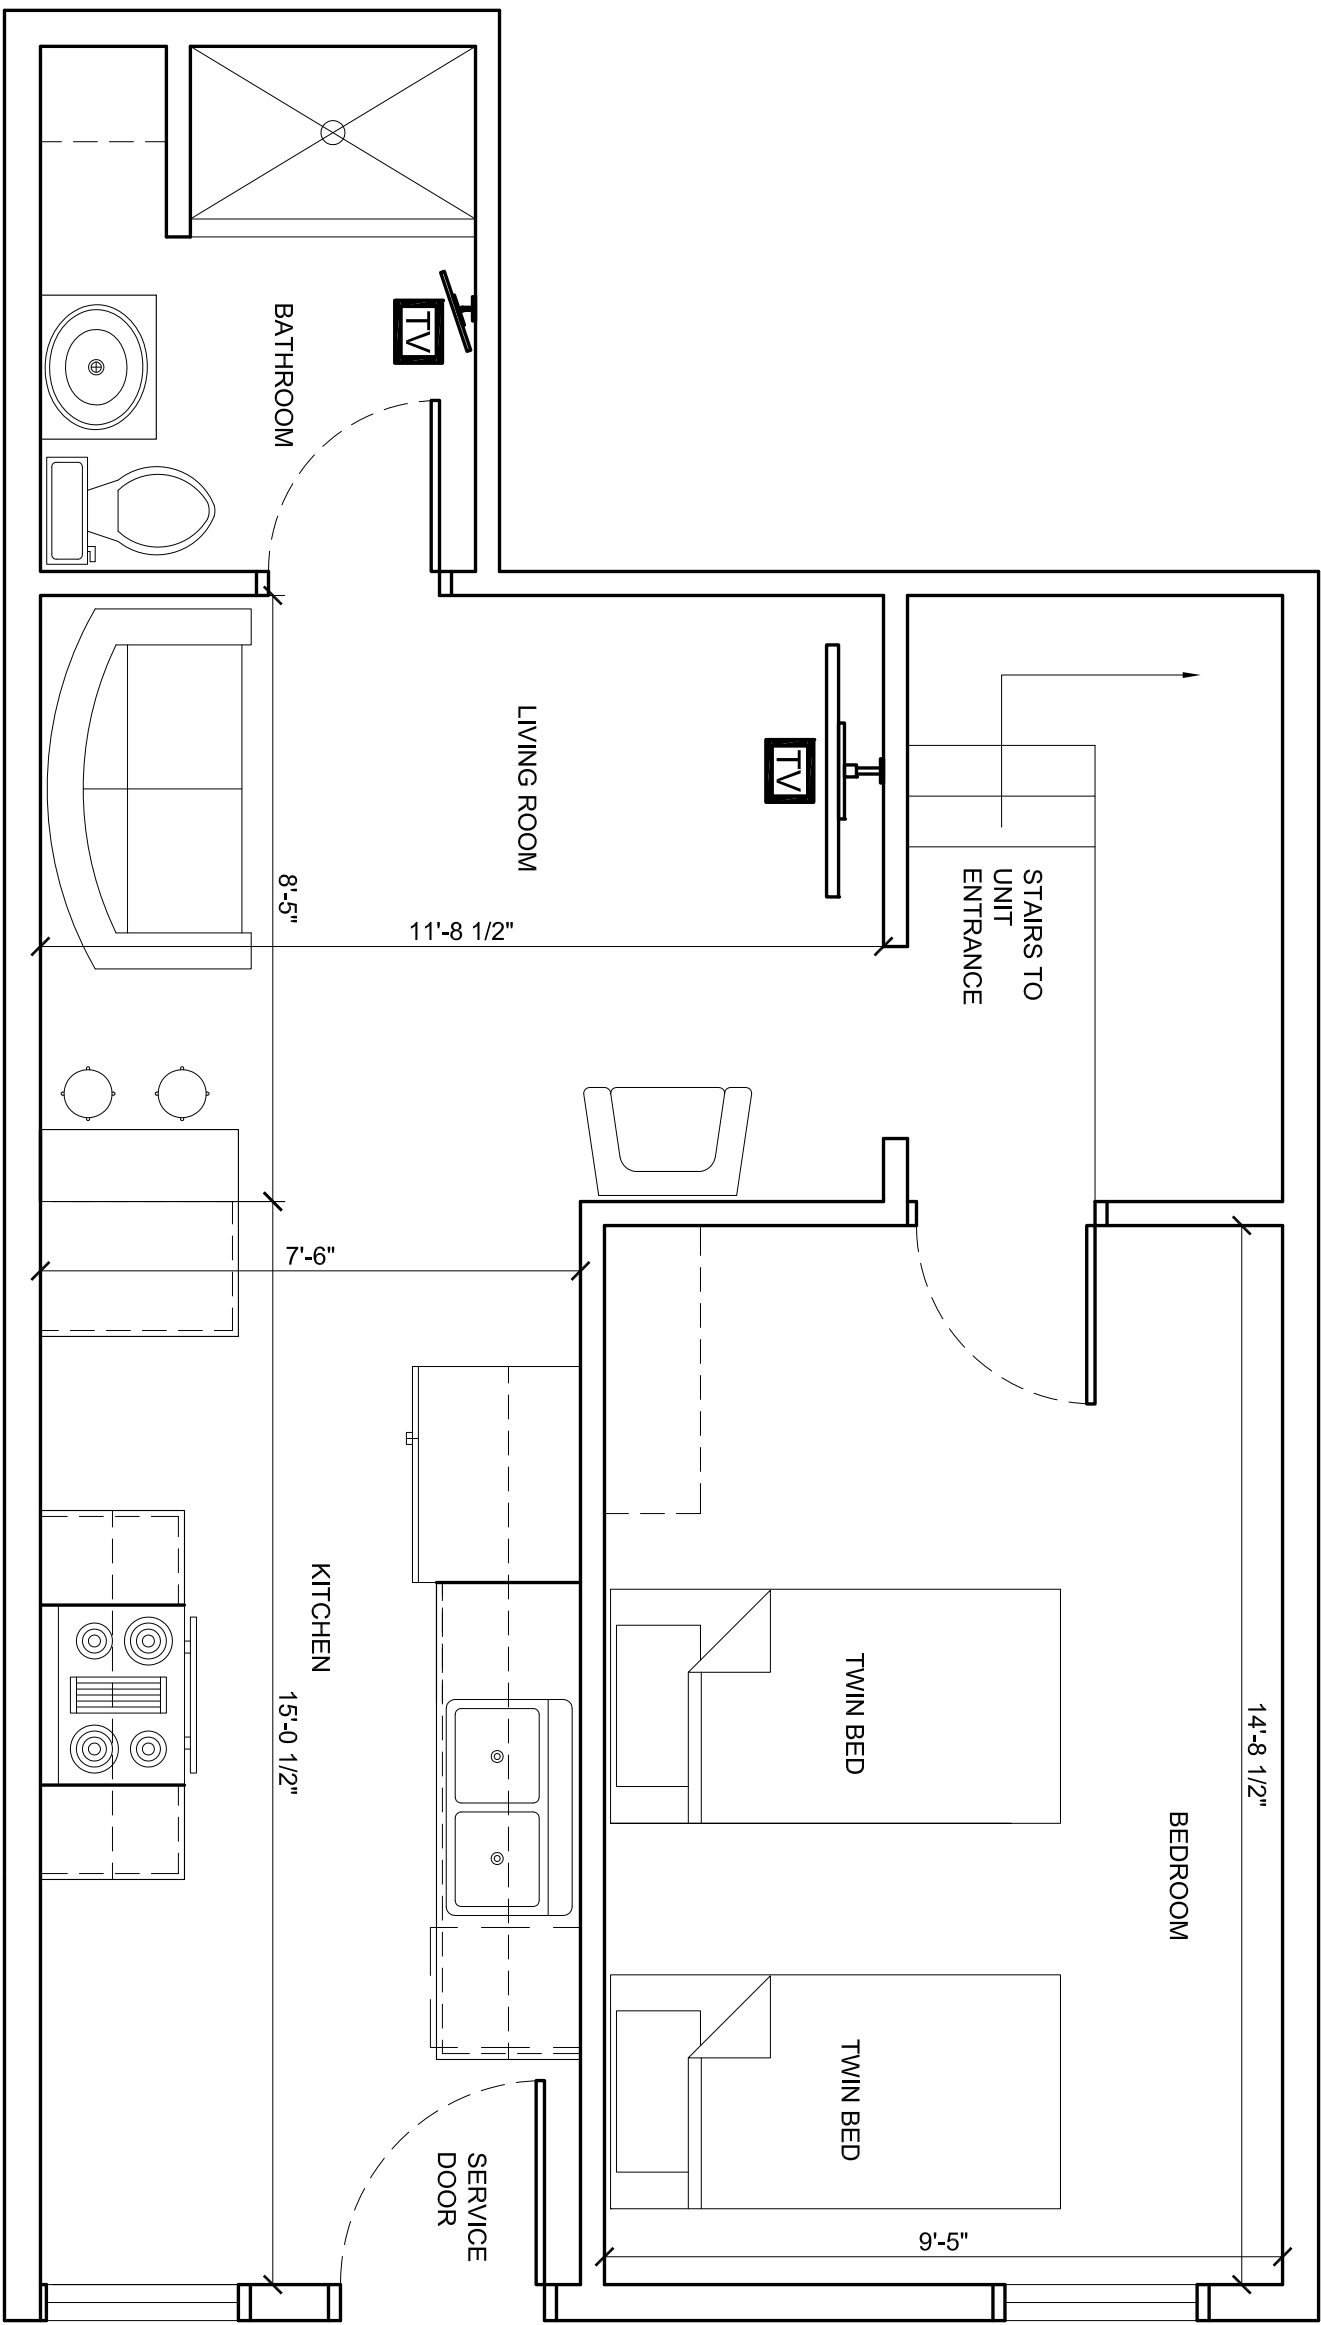 BATHROOM
TV
LIVING ROOM
TV
STAIRS TO
UNIT
ENTRANCE
8'-5"
11'-8 1/2"
7'-6"
KITCHEN
15'-0 1/2"
TWIN BED
14'-8 1/2"
BEDROOM
TWIN BED
SERVICE
DOOR
9'-5"